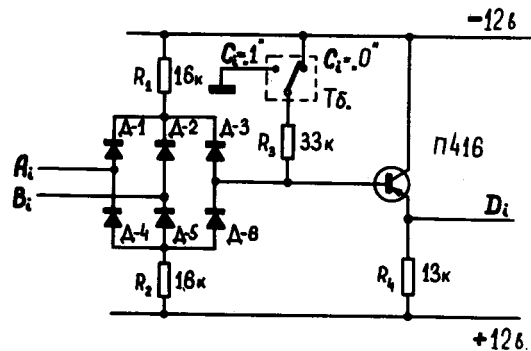 -12в
Cᵢ=„1" Cᵢ=„0"
R₁ 16к
Тб.
Д-1 Д-2 Д-3
R₃ 33к
П416
Aᵢ
Bᵢ
Dᵢ
Д-4 Д-5 Д-6
R₂ 16к
R₄ 13к
+12в.